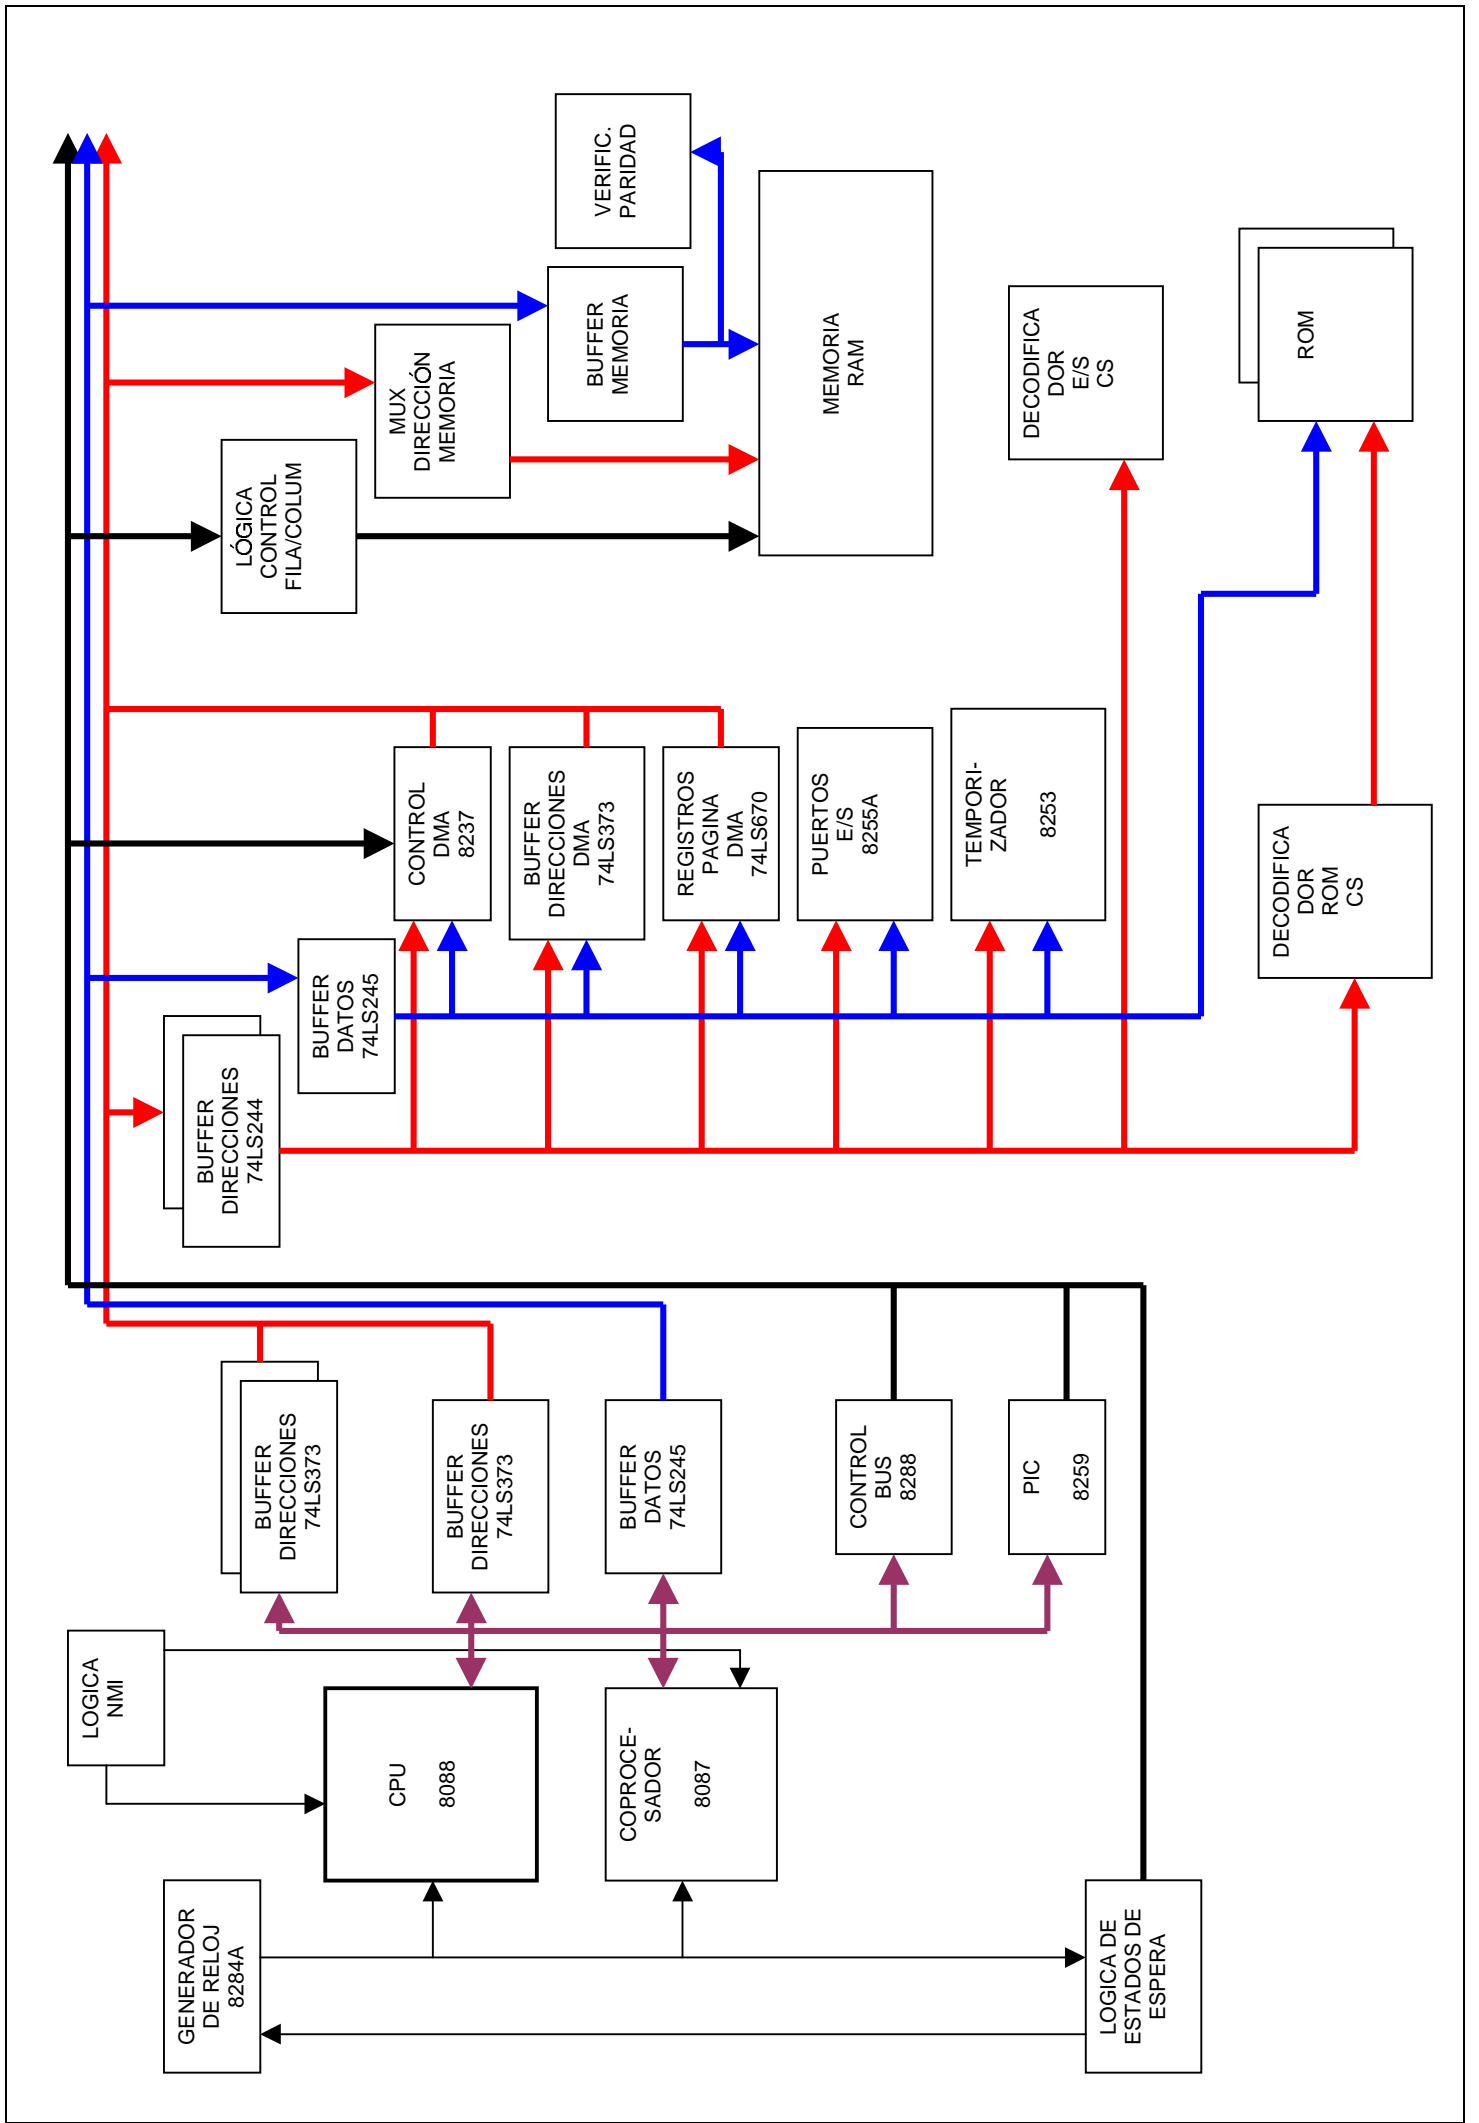 GENERADOR
DE RELOJ
8284A
LOGICA
NMI
CPU
8088
COPROCE-
SADOR
8087
LOGICA DE
ESTADOS DE
ESPERA
BUFFER
DIRECCIONES
74LS373
BUFFER
DIRECCIONES
74LS373
BUFFER
DATOS
74LS245
CONTROL
BUS
8288
PIC
8259
BUFFER
DIRECCIONES
74LS244
BUFFER
DATOS
74LS245
CONTROL
DMA
8237
BUFFER
DIRECCIONES
DMA
74LS373
REGISTROS
PAGINA
DMA
74LS670
PUERTOS
E/S
8255A
TEMPORI-
ZADOR
8253
DECODIFICA
DOR
ROM
CS
LÓGICA
CONTROL
FILA/COLUM
MUX
DIRECCIÓN
MEMORIA
BUFFER
MEMORIA
VERIFIC.
PARIDAD
MEMORIA
RAM
DECODIFICA
DOR
E/S
CS
ROM